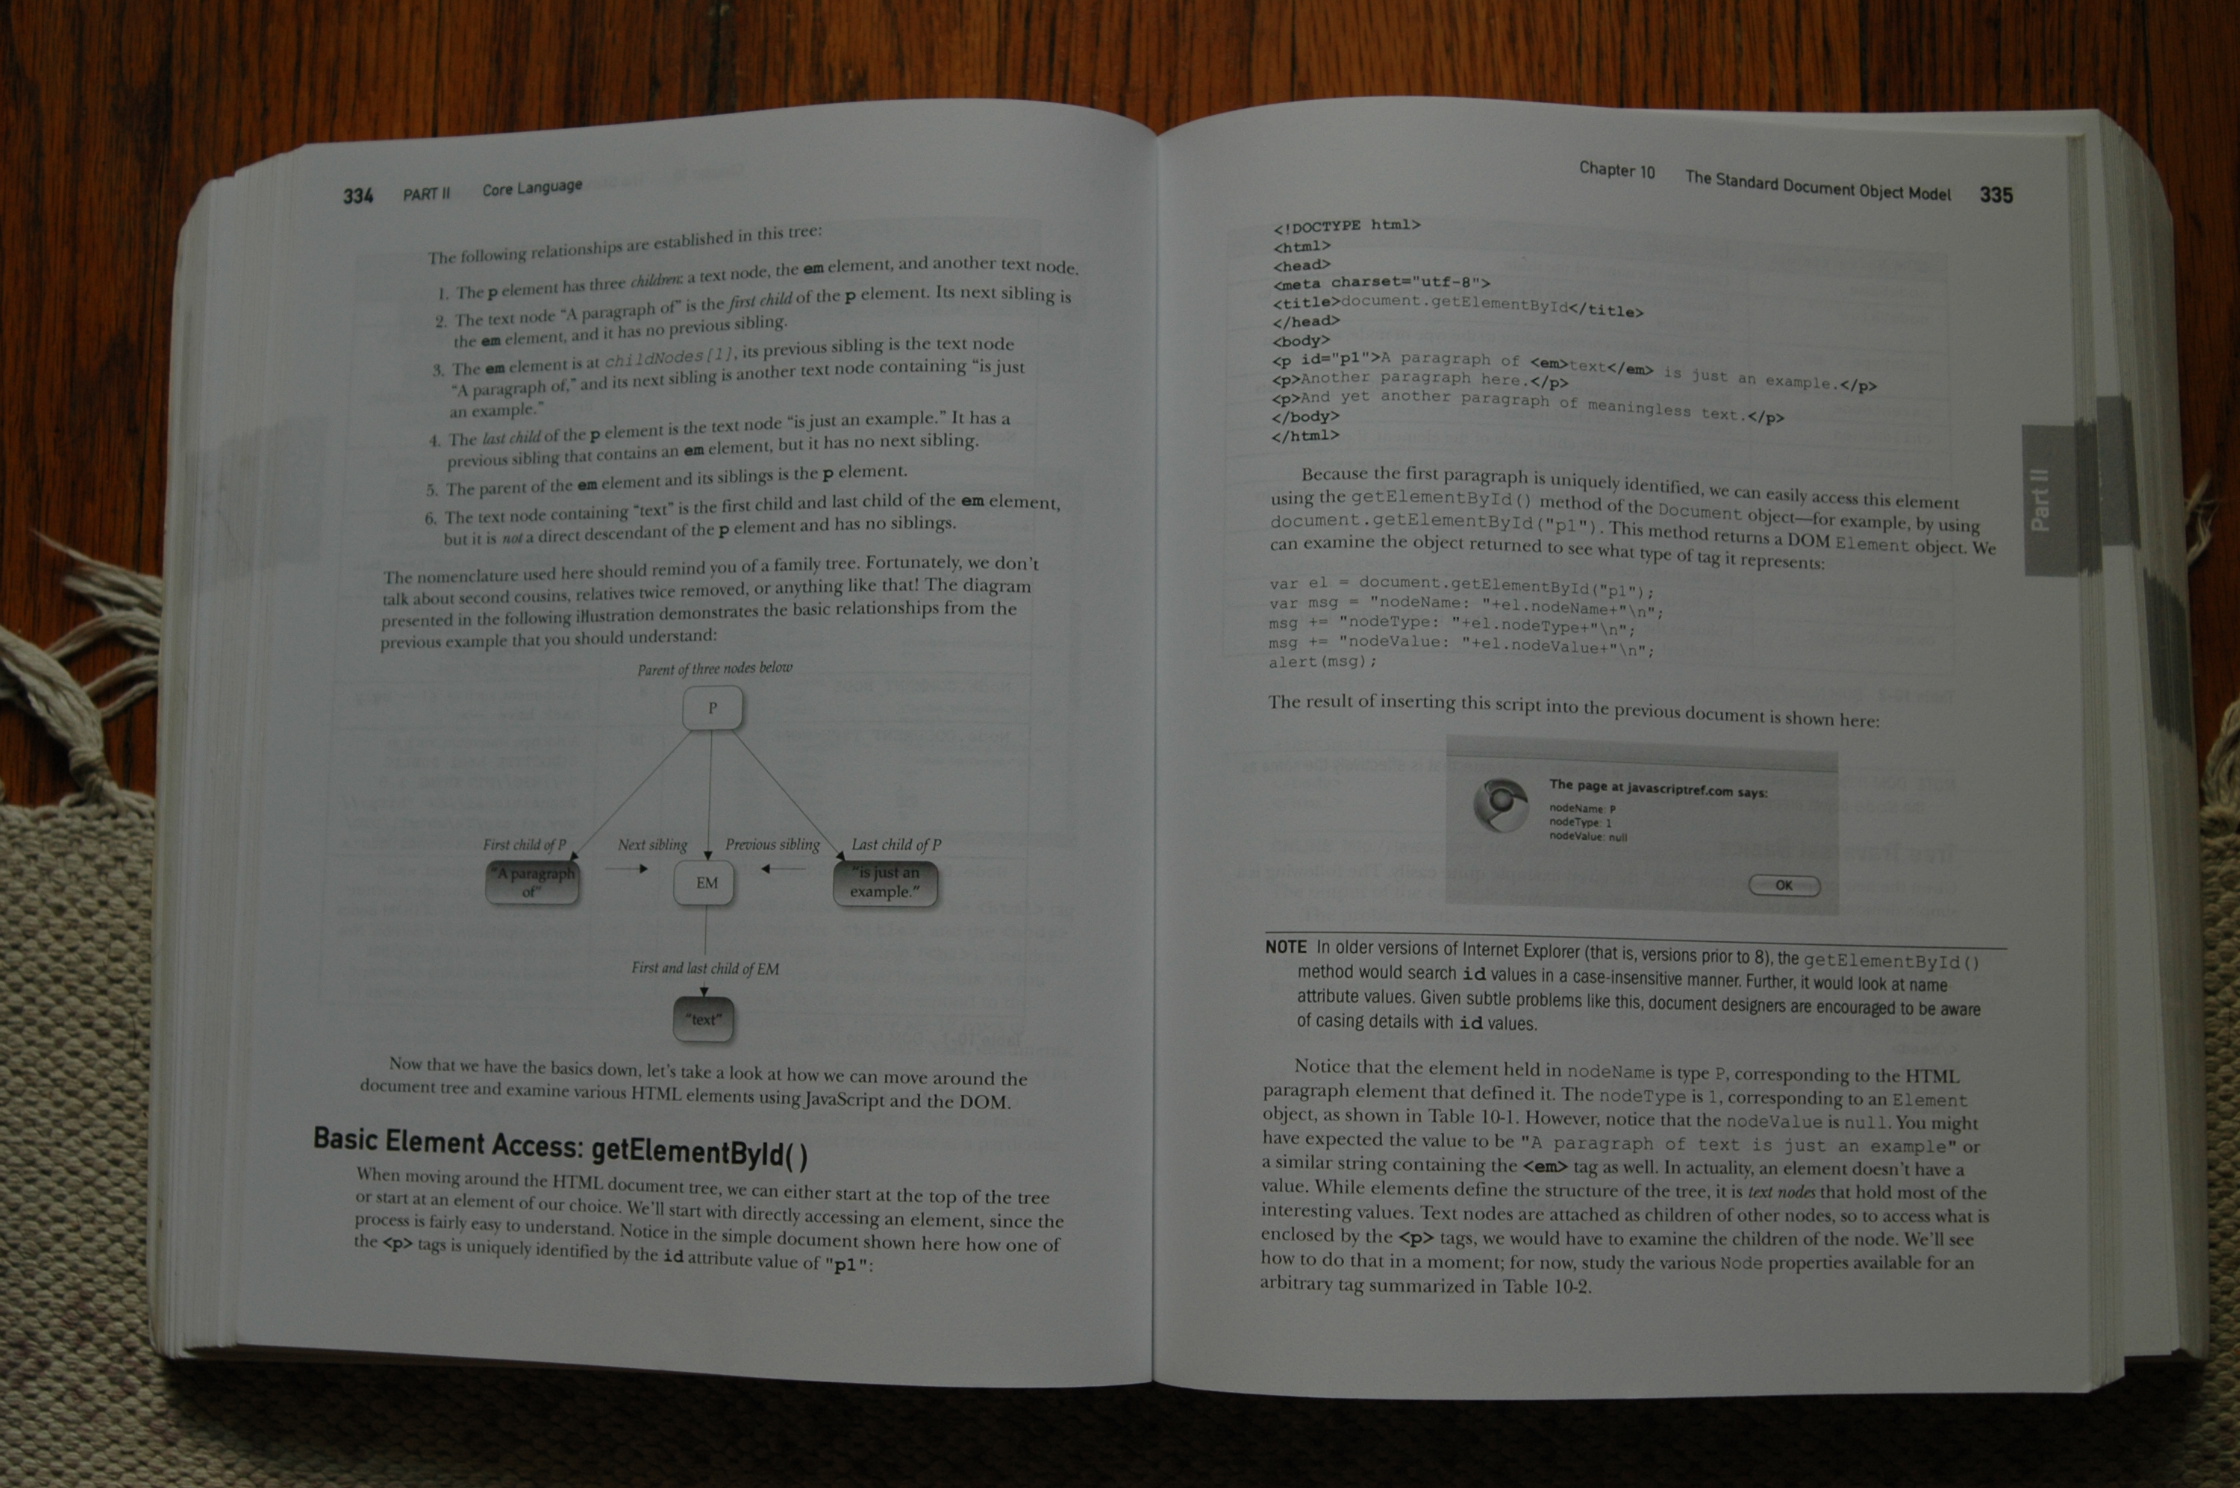 334 PART II Core Language
The following relationships are established in this tree:
1. The p element has three children: a text node, the em element, and another text node.
2. The text node "A paragraph of" is the first child of the p element. Its next sibling is
the em element, and it has no previous sibling.
3. The em element is at childNodes[1], its previous sibling is the text node
"A paragraph of," and its next sibling is another text node containing "is just
an example."
4. The last child of the p element is the text node "is just an example." It has a
previous sibling that contains an em element, but it has no next sibling.
5. The parent of the em element and its siblings is the p element.
6. The text node containing "text" is the first child and last child of the em element,
but it is not a direct descendant of the p element and has no siblings.
The nomenclature used here should remind you of a family tree. Fortunately, we don't
talk about second cousins, relatives twice removed, or anything like that! The diagram
presented in the following illustration demonstrates the basic relationships from the
previous example that you should understand:
Parent of three nodes below
P
First child of P Next sibling Previous sibling Last child of P
"A paragraph
of"
EM
"is just an
example."
First and last child of EM
"text"
Now that we have the basics down, let's take a look at how we can move around the
document tree and examine various HTML elements using JavaScript and the DOM.
Basic Element Access: getElementById()
When moving around the HTML document tree, we can either start at the top of the tree
or start at an element of our choice. We'll start with directly accessing an element, since the
process is fairly easy to understand. Notice in the simple document shown here how one of
the <p> tags is uniquely identified by the id attribute value of "p1":
Chapter 10 The Standard Document Object Model 335
<!DOCTYPE html>
<html>
<head>
<meta charset="utf-8">
<title>document.getElementById</title>
</head>
<body>
<p id="p1">A paragraph of <em>text</em> is just an example.</p>
<p>Another paragraph here.</p>
<p>And yet another paragraph of meaningless text.</p>
</body>
</html>
Because the first paragraph is uniquely identified, we can easily access this element
using the getElementById() method of the Document object—for example, by using
document.getElementById("p1"). This method returns a DOM Element object. We
can examine the object returned to see what type of tag it represents:
var el = document.getElementById("p1");
var msg = "nodeName: "+el.nodeName+"\n";
msg += "nodeType: "+el.nodeType+"\n";
msg += "nodeValue: "+el.nodeValue+"\n";
alert(msg);
The result of inserting this script into the previous document is shown here:
The page at javascriptref.com says:
nodeName: P
nodeType: 1
nodeValue: null
OK
NOTE In older versions of Internet Explorer (that is, versions prior to 8), the getElementById()
method would search id values in a case-insensitive manner. Further, it would look at name
attribute values. Given subtle problems like this, document designers are encouraged to be aware
of casing details with id values.
Notice that the element held in nodeName is type P, corresponding to the HTML
paragraph element that defined it. The nodeType is 1, corresponding to an Element
object, as shown in Table 10-1. However, notice that the nodeValue is null. You might
have expected the value to be "A paragraph of text is just an example" or
a similar string containing the <em> tag as well. In actuality, an element doesn't have a
value. While elements define the structure of the tree, it is text nodes that hold most of the
interesting values. Text nodes are attached as children of other nodes, so to access what is
enclosed by the <p> tags, we would have to examine the children of the node. We'll see
how to do that in a moment; for now, study the various Node properties available for an
arbitrary tag summarized in Table 10-2.
Part II